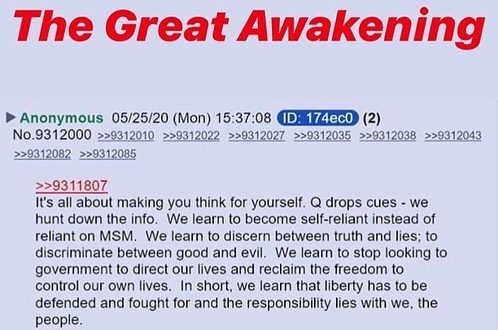 The Great Awakening
▶ Anonymous 05/25/20 (Mon) 15:37:08 ID: 174ec0 (2)
No.9312000 >>9312010 >>9312022 >>9312027 >>9312035 >>9312038 >>9312043
>>9312082 >>9312085
>>9311807
It's all about making you think for yourself. Q drops cues - we
hunt down the info. We learn to become self-reliant instead of
reliant on MSM. We learn to discern between truth and lies; to
discriminate between good and evil. We learn to stop looking to
government to direct our lives and reclaim the freedom to
control our own lives. In short, we learn that liberty has to be
defended and fought for and the responsibility lies with we, the
people.